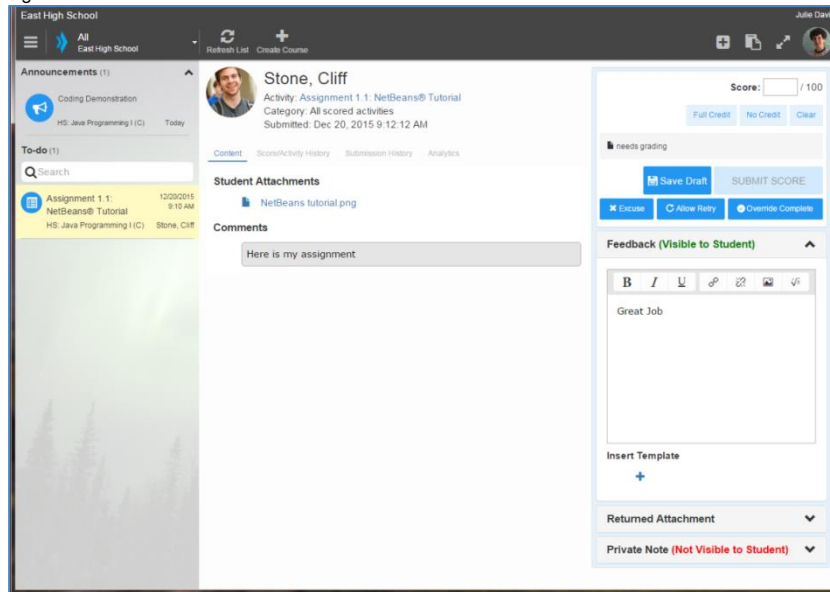 East High School
Julie Davi
All
East High School
Refresh List Create Course
Announcements (1)
Coding Demonstration
HS: Java Programming I (C) Today
To-do (1)
Search
Assignment 1.1: NetBeans® Tutorial
12/20/2015 9:10 AM
HS: Java Programming I (C) Stone, Cliff
Stone, Cliff
Activity: Assignment 1.1: NetBeans® Tutorial
Category: All scored activities
Submitted: Dec 20, 2015 9:12:12 AM
Content Score/Activity History Submission History Analytics
Student Attachments
NetBeans tutorial.png
Comments
Here is my assignment
Score: / 100
Full Credit No Credit Clear
needs grading
Save Draft SUBMIT SCORE
Excuse Allow Retry Override Complete
Feedback (Visible to Student)
B I U
Great Job
Insert Template
Returned Attachment
Private Note (Not Visible to Student)